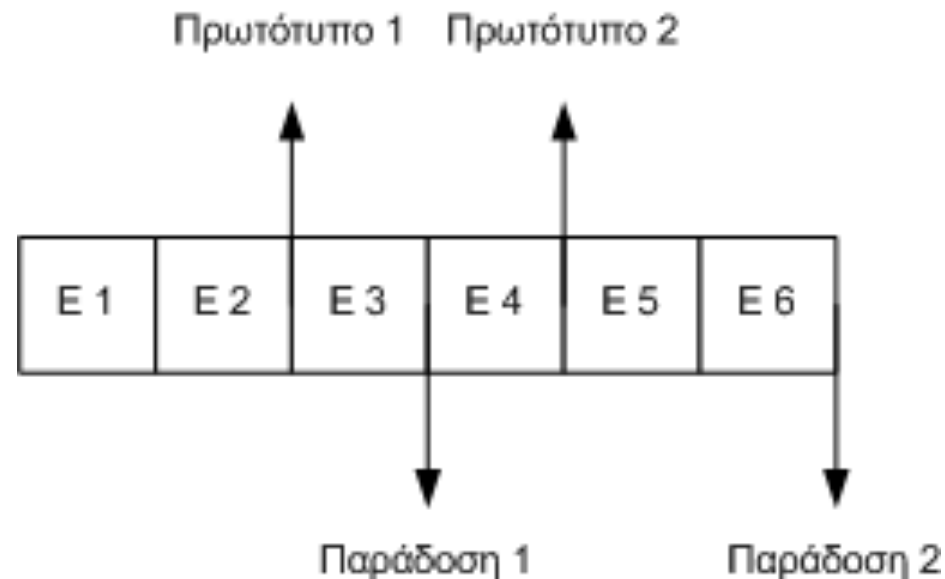 Πρωτότυπο 1 Πρωτότυπο 2
Ε 1 Ε 2 Ε 3 Ε 4 Ε 5 Ε 6
Παράδοση 1 Παράδοση 2